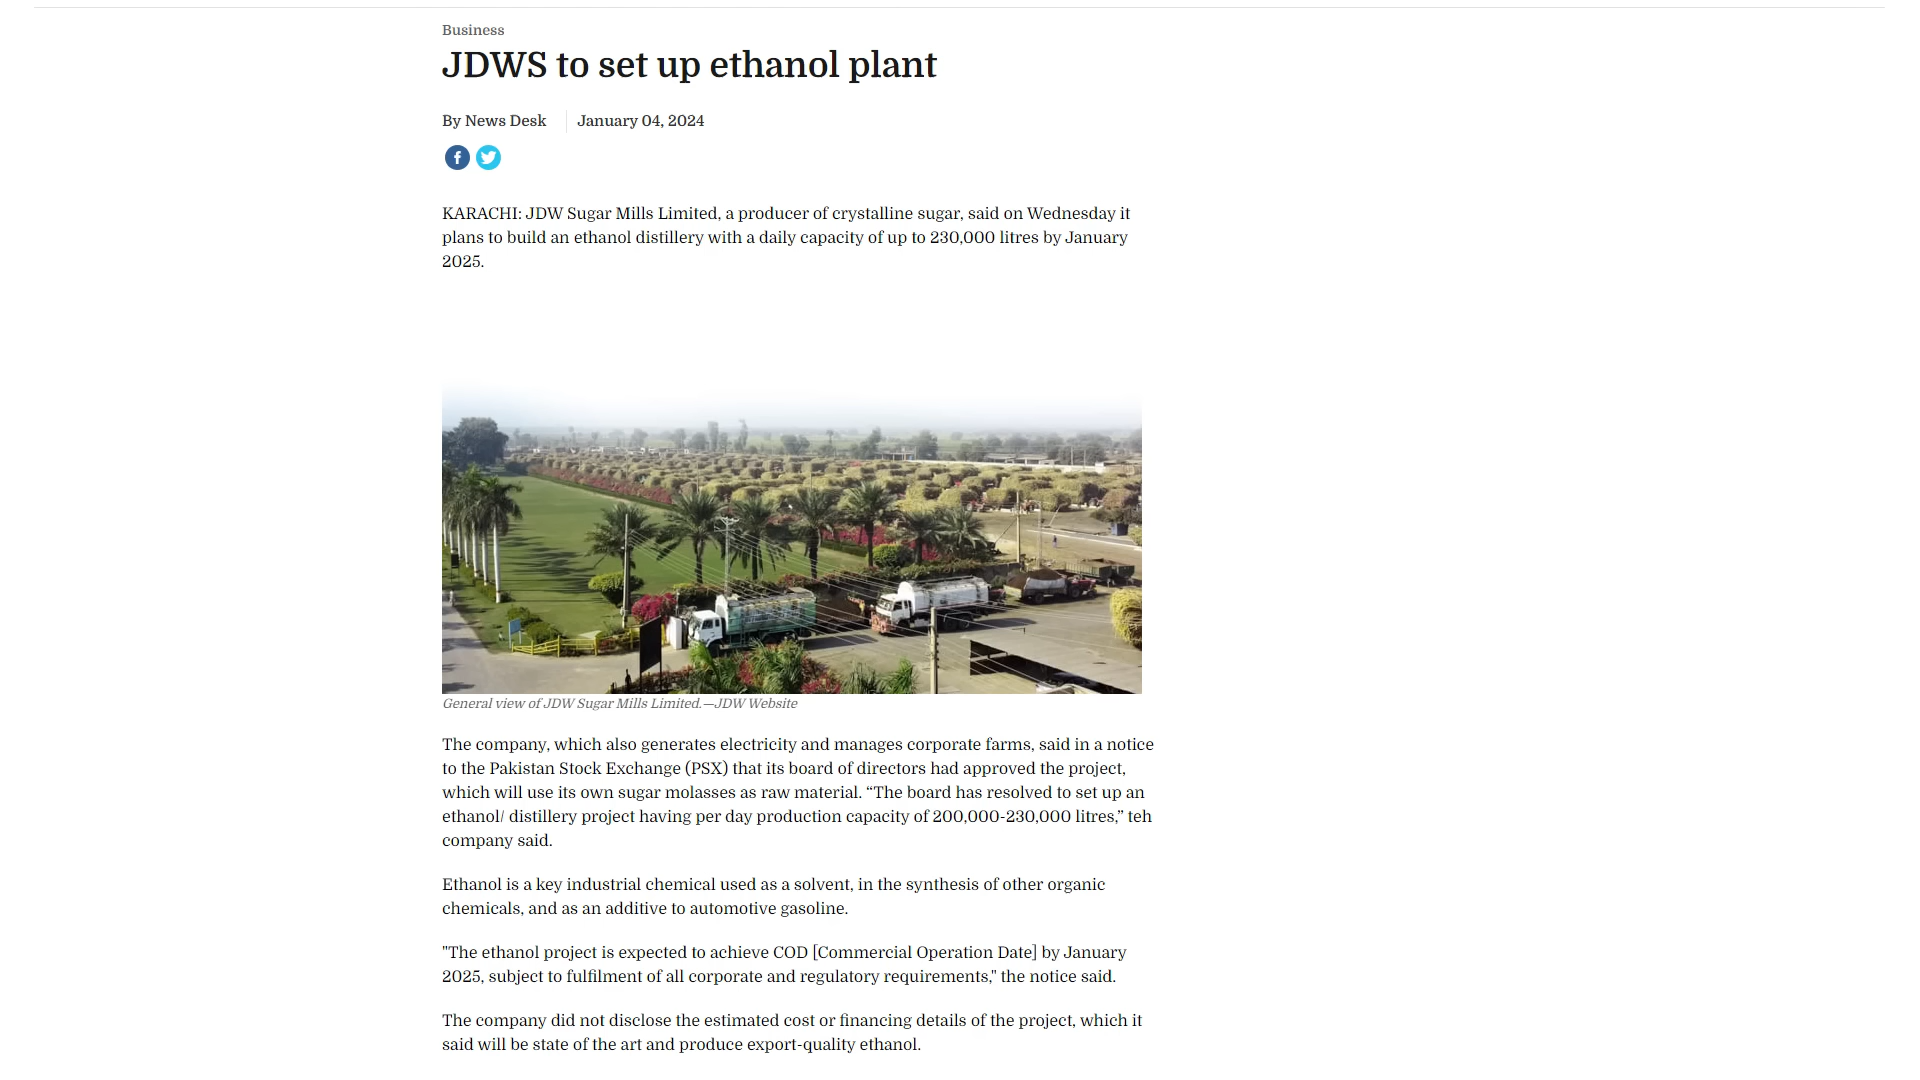 Business
JDWS to set up ethanol plant
By News Desk
January 04, 2024
KARACHI: JDW Sugar Mills Limited, a producer of crystalline sugar, said on Wednesday it
plans to build an ethanol distillery with a daily capacity of up to 230,000 litres by January
2025.
General view of JDW Sugar Mills Limited.—JDW Website
The company, which also generates electricity and manages corporate farms, said in a notice
to the Pakistan Stock Exchange (PSX) that its board of directors had approved the project,
which will use its own sugar molasses as raw material. “The board has resolved to set up an
ethanol/ distillery project having per day production capacity of 200,000-230,000 litres,” teh
company said.
Ethanol is a key industrial chemical used as a solvent, in the synthesis of other organic
chemicals, and as an additive to automotive gasoline.
"The ethanol project is expected to achieve COD [Commercial Operation Date] by January
2025, subject to fulfilment of all corporate and regulatory requirements," the notice said.
The company did not disclose the estimated cost or financing details of the project, which it
said will be state of the art and produce export-quality ethanol.